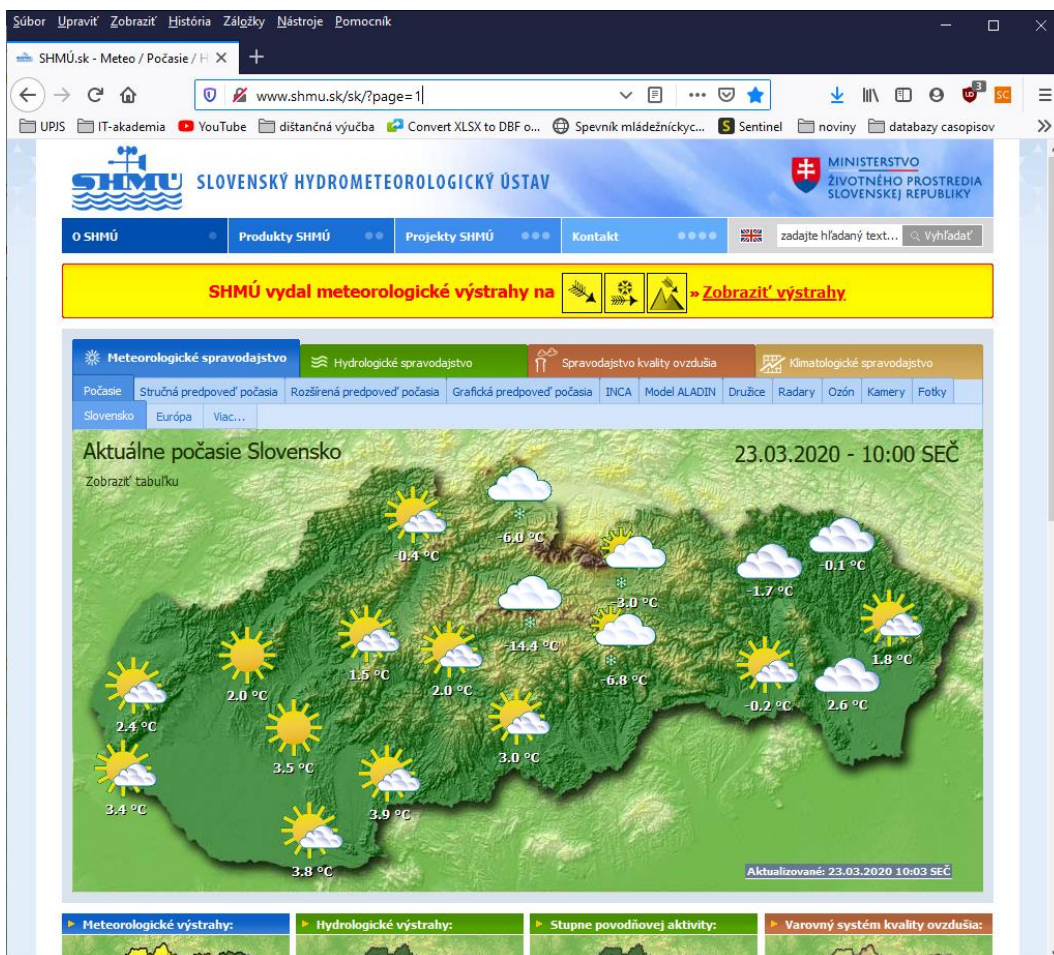 Súbor Upraviť Zobraziť História Záložky Nástroje Pomocník
SHMÚ.sk - Meteo / Počasie / H
www.shmu.sk/sk/?page=1
3
SC
UPJS IT-akademia YouTube dištančná výučba Convert XLSX to DBF o... Spevník mládežníckyc... Sentinel noviny databazy casopisov
SHMÚ SLOVENSKÝ HYDROMETEOROLOGICKÝ ÚSTAV
MINISTERSTVO
ŽIVOTNÉHO PROSTREDIA
SLOVENSKEJ REPUBLIKY
O SHMÚ Produkty SHMÚ Projekty SHMÚ Kontakt zadajte hľadaný text... Vyhľadať
SHMÚ vydal meteorologické výstrahy na » Zobraziť výstrahy
Meteorologické spravodajstvo Hydrologické spravodajstvo Spravodajstvo kvality ovzdušia Klimatologické spravodajstvo
Počasie Stručná predpoveď počasia Rozšírená predpoveď počasia Grafická predpoveď počasia INCA Model ALADIN Družice Radary Ozón Kamery Fotky
Slovensko Európa Viac...
Aktuálne počasie Slovensko 23.03.2020 - 10:00 SEČ
Zobraziť tabuľku
-6.0 °C
-0.4 °C
-0.1 °C
-1.7 °C
-3.0 °C
-14.4 °C
1.8 °C
1.5 °C
-6.8 °C
2.0 °C
2.0 °C
-0.2 °C
2.6 °C
2.4 °C
3.0 °C
3.5 °C
3.4 °C
3.9 °C
3.8 °C
Aktualizované: 23.03.2020 10:03 SEČ
Meteorologické výstrahy: Hydrologické výstrahy: Stupne povodňovej aktivity: Varovný systém kvality ovzdušia: